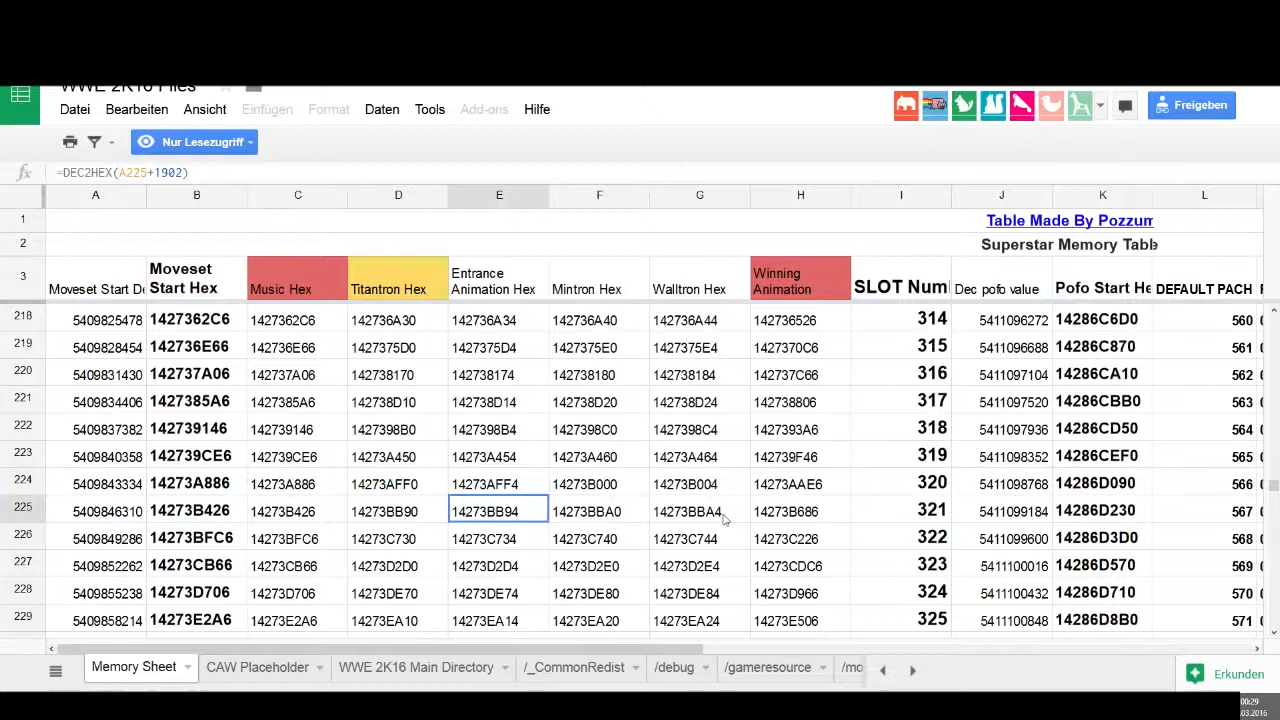 WWE 2K16 Files
Datei Bearbeiten Ansicht Einfügen Format Daten Tools Add-ons Hilfe
Freigeben
Nur Lesezugriff
fx =DEC2HEX(A225+1902)
A B C D E F G H I J K L
1 Table Made By Pozzum
2 Superstar Memory Table
3 Moveset Start De Moveset Start Hex Music Hex Titantron Hex Entrance Animation Hex Mintron Hex Walltron Hex Winning Animation SLOT Num Dec pofo value Pofo Start He DEFAULT PACH
218 5409825478 1427362C6 1427362C6 142736A30 142736A34 142736A40 142736A44 142736526 314 5411096272 14286C6D0 560
219 5409828454 142736E66 142736E66 1427375D0 1427375D4 1427375E0 1427375E4 1427370C6 315 5411096688 14286C870 561
220 5409831430 142737A06 142737A06 142738170 142738174 142738180 142738184 142737C66 316 5411097104 14286CA10 562
221 5409834406 1427385A6 1427385A6 142738D10 142738D14 142738D20 142738D24 142738806 317 5411097520 14286CBB0 563
222 5409837382 142739146 142739146 1427398B0 1427398B4 1427398C0 1427398C4 1427393A6 318 5411097936 14286CD50 564
223 5409840358 142739CE6 142739CE6 14273A450 14273A454 14273A460 14273A464 142739F46 319 5411098352 14286CEF0 565
224 5409843334 14273A886 14273A886 14273AFF0 14273AFF4 14273B000 14273B004 14273AAE6 320 5411098768 14286D090 566
225 5409846310 14273B426 14273B426 14273BB90 14273BB94 14273BBA0 14273BBA4 14273B686 321 5411099184 14286D230 567
226 5409849286 14273BFC6 14273BFC6 14273C730 14273C734 14273C740 14273C744 14273C226 322 5411099600 14286D3D0 568
227 5409852262 14273CB66 14273CB66 14273D2D0 14273D2D4 14273D2E0 14273D2E4 14273CDC6 323 5411100016 14286D570 569
228 5409855238 14273D706 14273D706 14273DE70 14273DE74 14273DE80 14273DE84 14273D966 324 5411100432 14286D710 570
229 5409858214 14273E2A6 14273E2A6 14273EA10 14273EA14 14273EA20 14273EA24 14273E506 325 5411100848 14286D8B0 571
Memory Sheet CAW Placeholder WWE 2K16 Main Directory /_CommonRedist /debug /gameresource /mo
Erkunden
00:29
.03.2016